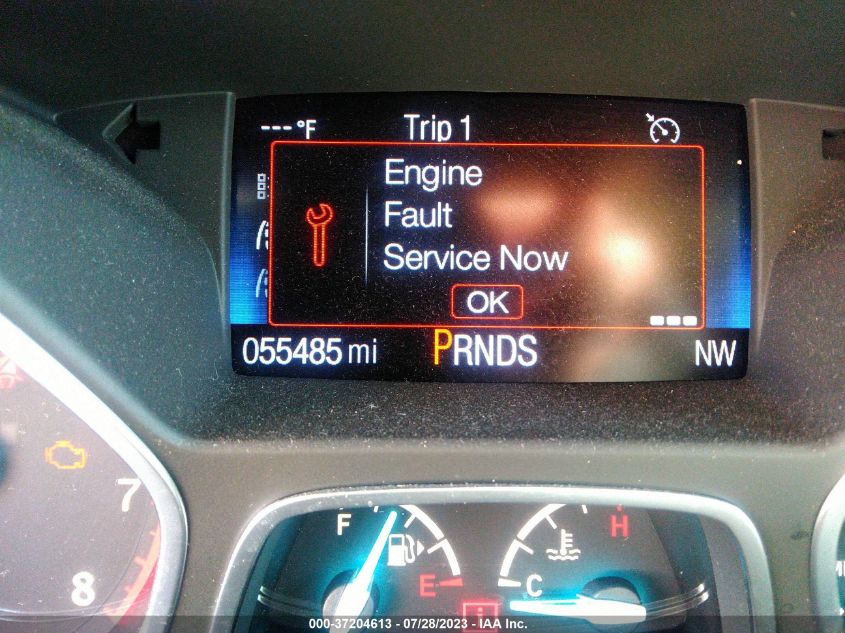 ---°F Trip 1
Engine
Fault
Service Now
OK
055485 mi PRNDS NW
7
8
F
E
H
C
000-37204613 - 07/28/2023 - © IAA, Inc.